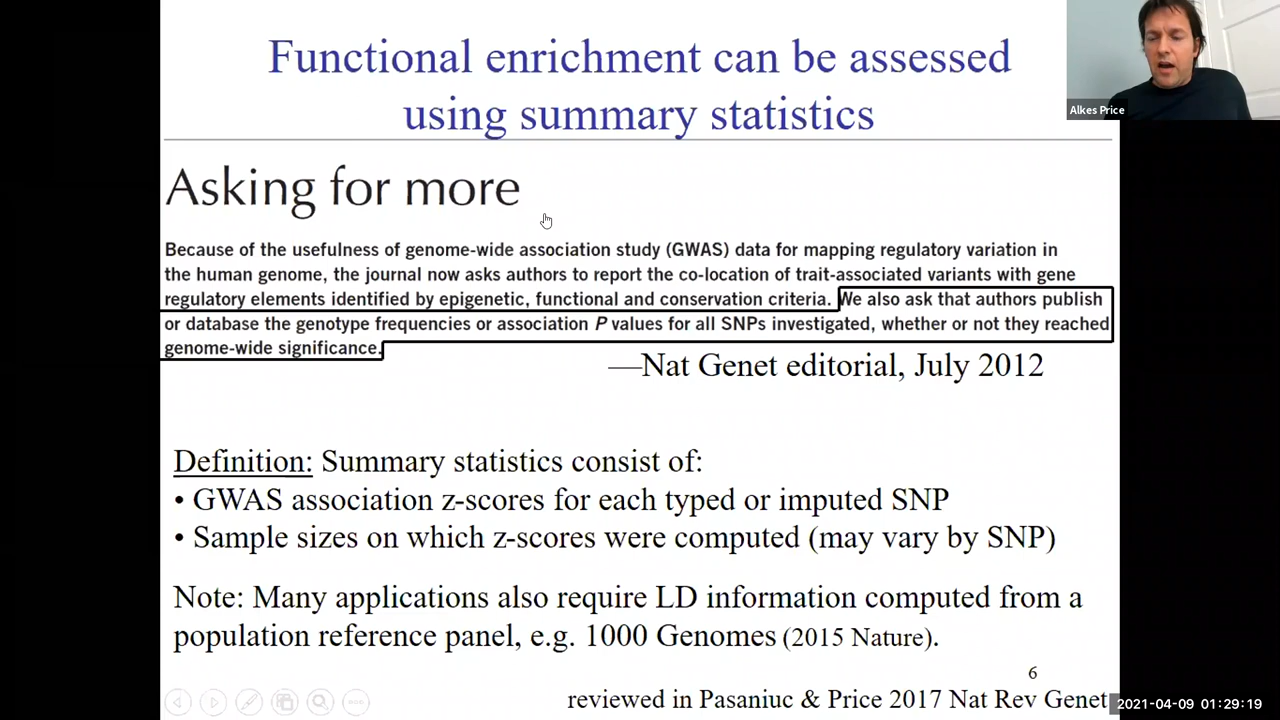 Functional enrichment can be assessed
using summary statistics
Alkes Price
Asking for more
Because of the usefulness of genome-wide association study (GWAS) data for mapping regulatory variation in
the human genome, the journal now asks authors to report the co-location of trait-associated variants with gene
regulatory elements identified by epigenetic, functional and conservation criteria. We also ask that authors publish
or database the genotype frequencies or association P values for all SNPs investigated, whether or not they reached
genome-wide significance.
—Nat Genet editorial, July 2012
Definition: Summary statistics consist of:
• GWAS association z-scores for each typed or imputed SNP
• Sample sizes on which z-scores were computed (may vary by SNP)
Note: Many applications also require LD information computed from a
population reference panel, e.g. 1000 Genomes (2015 Nature).
6
reviewed in Pasaniuc & Price 2017 Nat Rev Genet
2021-04-09 01:29:19